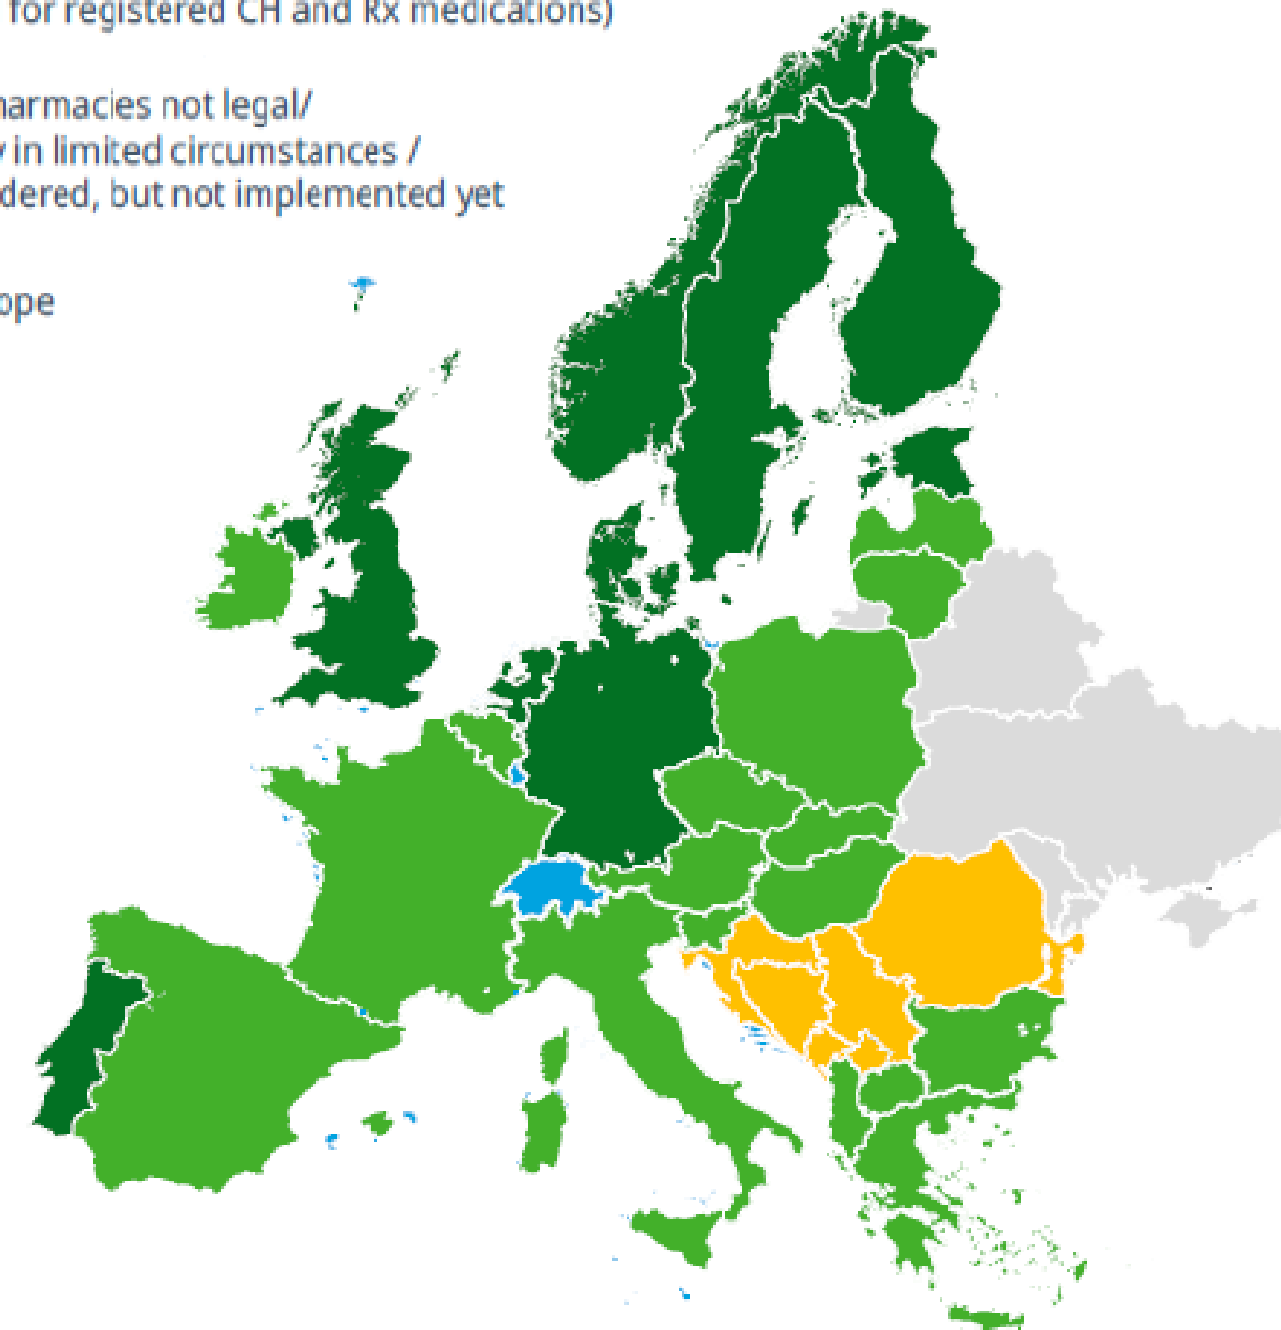 for registered CH and Rx medications)
harmacies not legal/
y in limited circumstances /
dered, but not implemented yet
ope